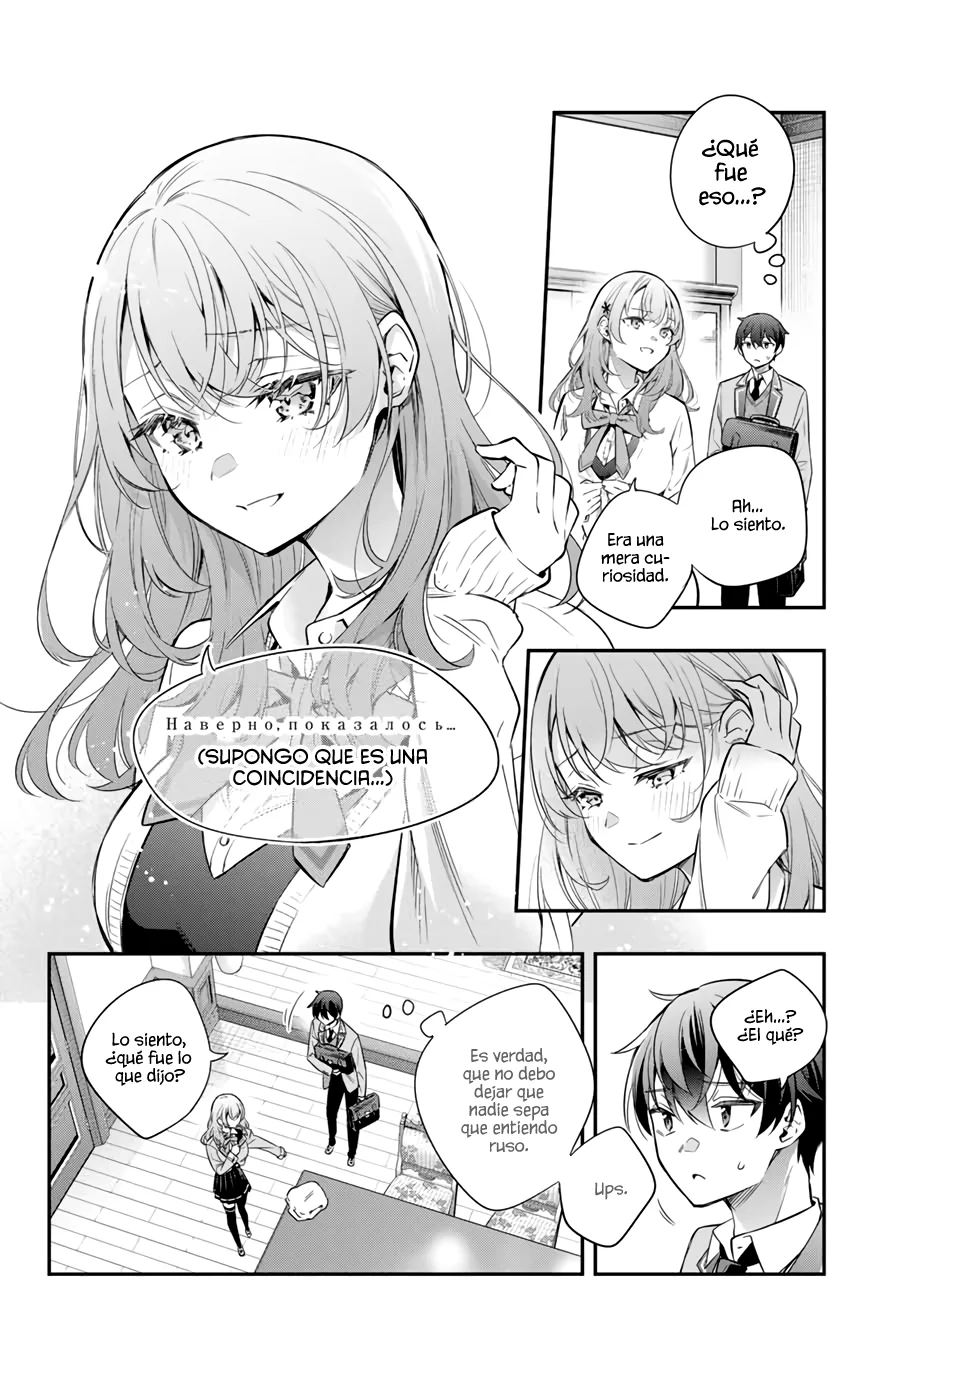 ¿Qué
fue
eso...?
Ah...
Lo siento.
Era una
mera cu-
riosidad.
Наверно, показалось...
(SUPONGO QUE ES UNA
COINCIDENCIA...)
¿Eh...?
¿El qué?
Ups.
Es verdad,
que no debo
dejar que
nadie sepa
que entiendo
ruso.
Lo siento,
¿qué fue lo
que dijo?